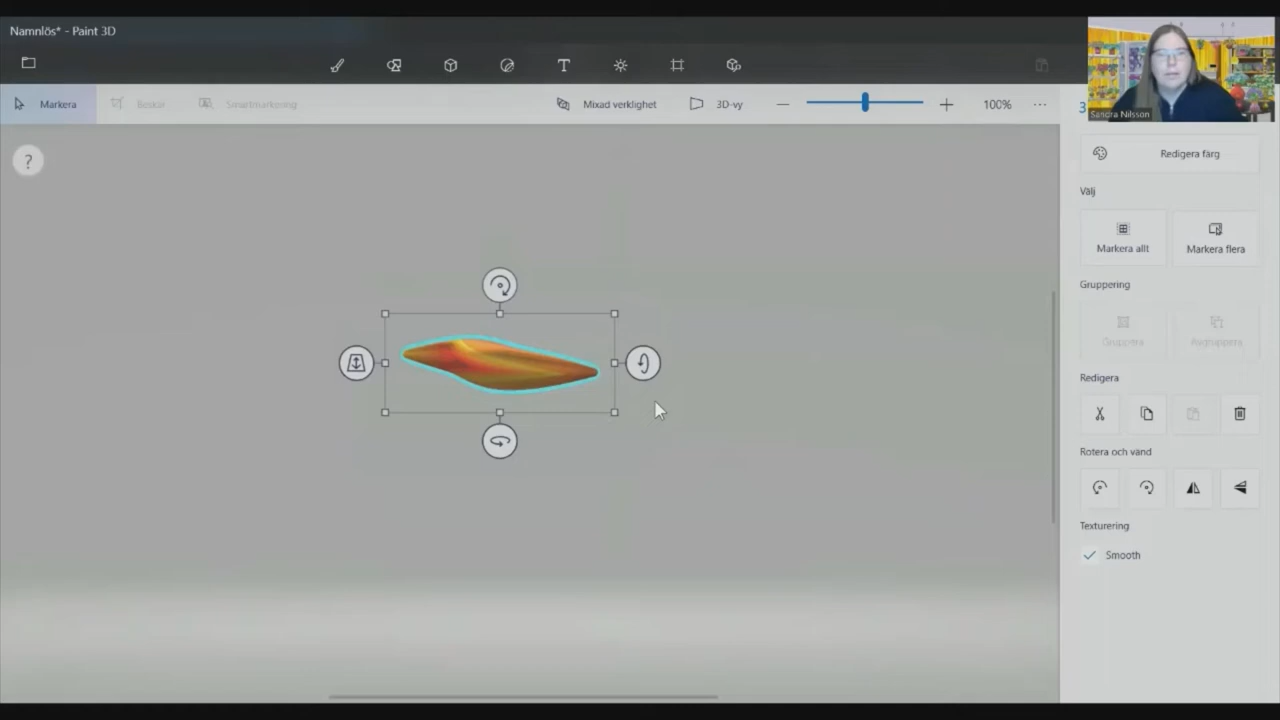 Namnlös* - Paint 3D
Markera
Beskär
Smartmarkering
Mixad verklighet
3D-vy
100%
3
Sandra Nilsson
?
Redigera färg
Välj
Markera allt
Markera flera
Gruppering
Gruppera
Avgruppera
Redigera
Rotera och vänd
Texturering
Smooth